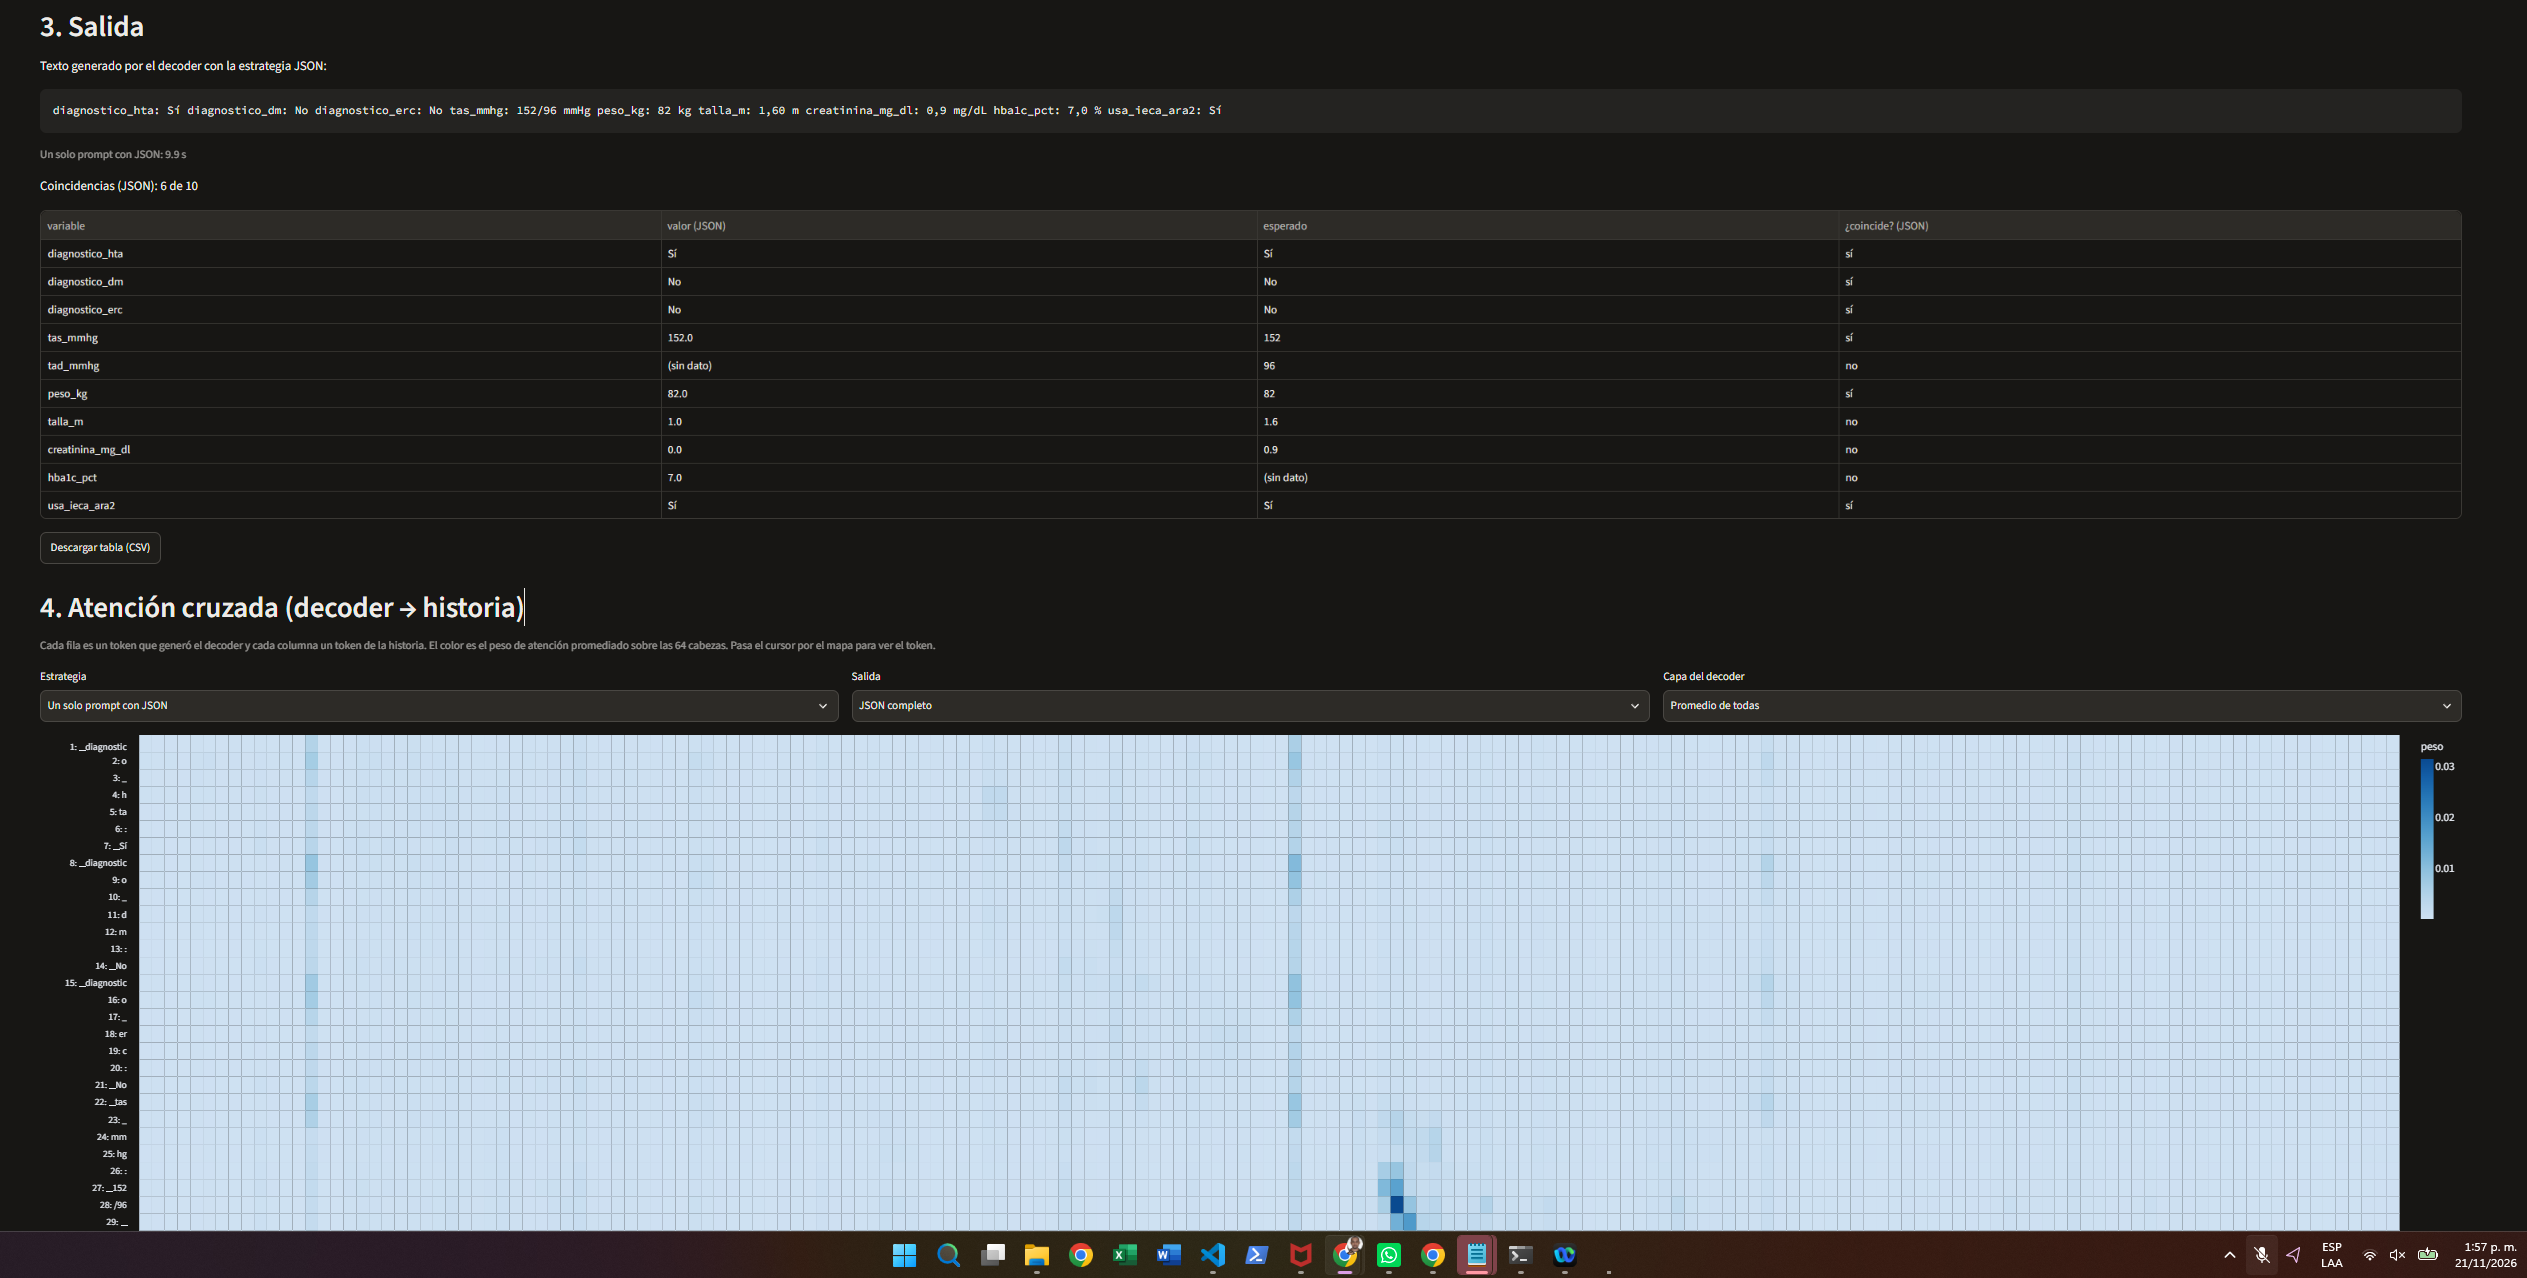 3. Salida
Texto generado por el decoder con la estrategia JSON:
diagnostico_hta: Sí diagnostico_dm: No diagnostico_erc: No tas_mmhg: 152/96 mmHg peso_kg: 82 kg talla_m: 1,60 m creatinina_mg_dl: 0,9 mg/dL hba1c_pct: 7,0 % usa_ieca_ara2: Sí
Un solo prompt con JSON: 9.9 s
Coincidencias (JSON): 6 de 10
variable valor (JSON) esperado ¿coincide? (JSON)
diagnostico_hta Sí Sí sí
diagnostico_dm No No sí
diagnostico_erc No No sí
tas_mmhg 152.0 152 sí
tad_mmhg (sin dato) 96 no
peso_kg 82.0 82 sí
talla_m 1.0 1.6 no
creatinina_mg_dl 0.0 0.9 no
hba1c_pct 7.0 (sin dato) no
usa_ieca_ara2 Sí Sí sí
Descargar tabla (CSV)
4. Atención cruzada (decoder → historia)
Cada fila es un token que generó el decoder y cada columna un token de la historia. El color es el peso de atención promediado sobre las 64 cabezas. Pasa el cursor por el mapa para ver el token.
Estrategia Salida Capa del decoder
Un solo prompt con JSON JSON completo Promedio de todas
1: _diagnostic
2: o
3: _
4: h
5: ta
6: :
7: _Sí
8: _diagnostic
9: o
10: _
11: d
12: m
13: :
14: _No
15: _diagnostic
16: o
17: _
18: er
19: c
20: :
21: _No
22: _tas
23: _
24: mm
25: hg
26: :
27: _152
28: /96
29: _
peso
0.03
0.02
0.01
ESP
LAA
1:57 p. m.
21/11/2026